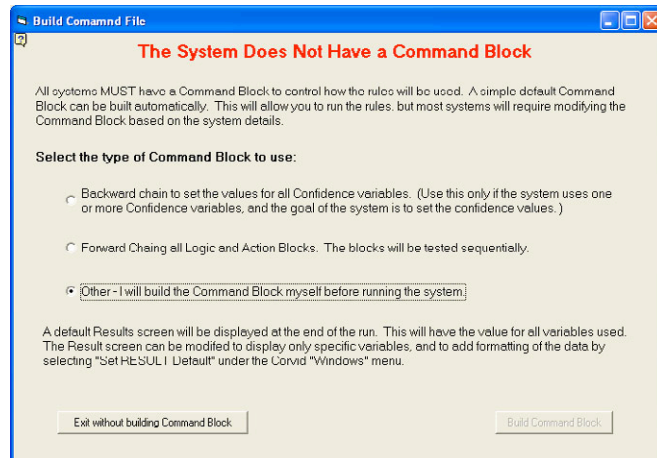 Build Comamnd File
The System Does Not Have a Command Block
All systems MUST have a Command Block to control how the rules will be used. A simple default Command
Block can be built automatically. This will allow you to run the rules, but most systems will require modifying the
Command Block based on the system details.
Select the type of Command Block to use:
Backward chain to set the values for all Confidence variables. (Use this only if the system uses one
or more Confidence variables, and the goal of the system is to set the confidence values.)
Forward Chaing all Logic and Action Blocks. The blocks will be tested sequentially.
Other - I will build the Command Block myself before running the system
A default Results screen will be displayed at the end of the run. This will have the value for all variables used.
The Result screen can be modifed to display only specific variables, and to add formatting of the data by
selecting "Set RESULT Default" under the Corvid "Windows" menu.
Exit without building Command Block
Build Command Block